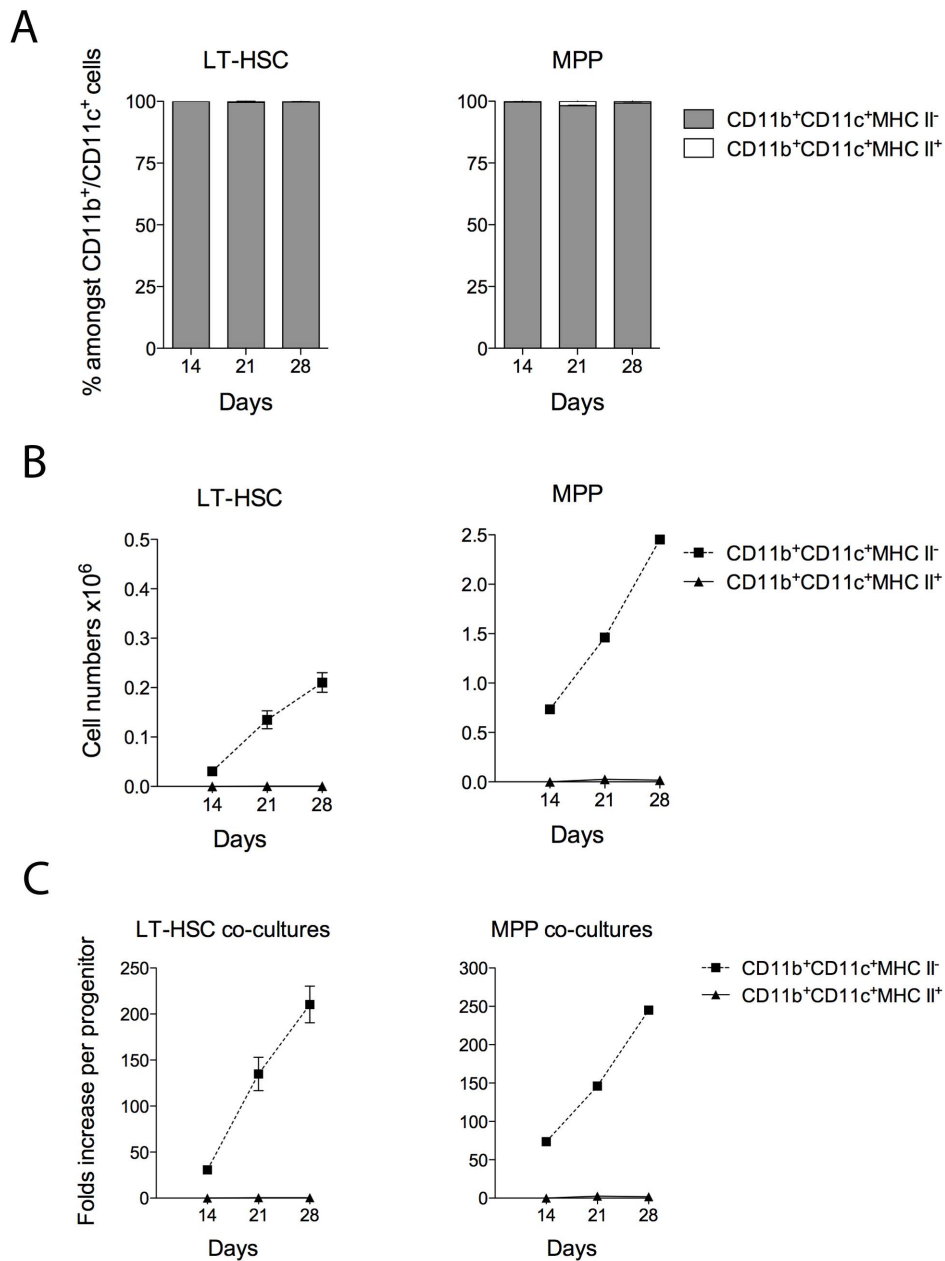 A
LT-HSC
MPP
% amongst CD11b⁺/CD11c⁺ cells
100
75
50
25
0
14 21 28
Days
100
75
50
25
0
14 21 28
Days
CD11b⁺CD11c⁺MHC II⁻
CD11b⁺CD11c⁺MHC II⁺
B
LT-HSC
MPP
Cell numbers x10⁶
0.5
0.4
0.3
0.2
0.1
0.0
14 21 28
Days
2.5
2.0
1.5
1.0
0.5
0.0
14 21 28
Days
CD11b⁺CD11c⁺MHC II⁻
CD11b⁺CD11c⁺MHC II⁺
C
LT-HSC co-cultures
MPP co-cultures
Folds increase per progenitor
250
200
150
100
50
0
14 21 28
Days
300
250
200
150
100
50
0
14 21 28
Days
CD11b⁺CD11c⁺MHC II⁻
CD11b⁺CD11c⁺MHC II⁺